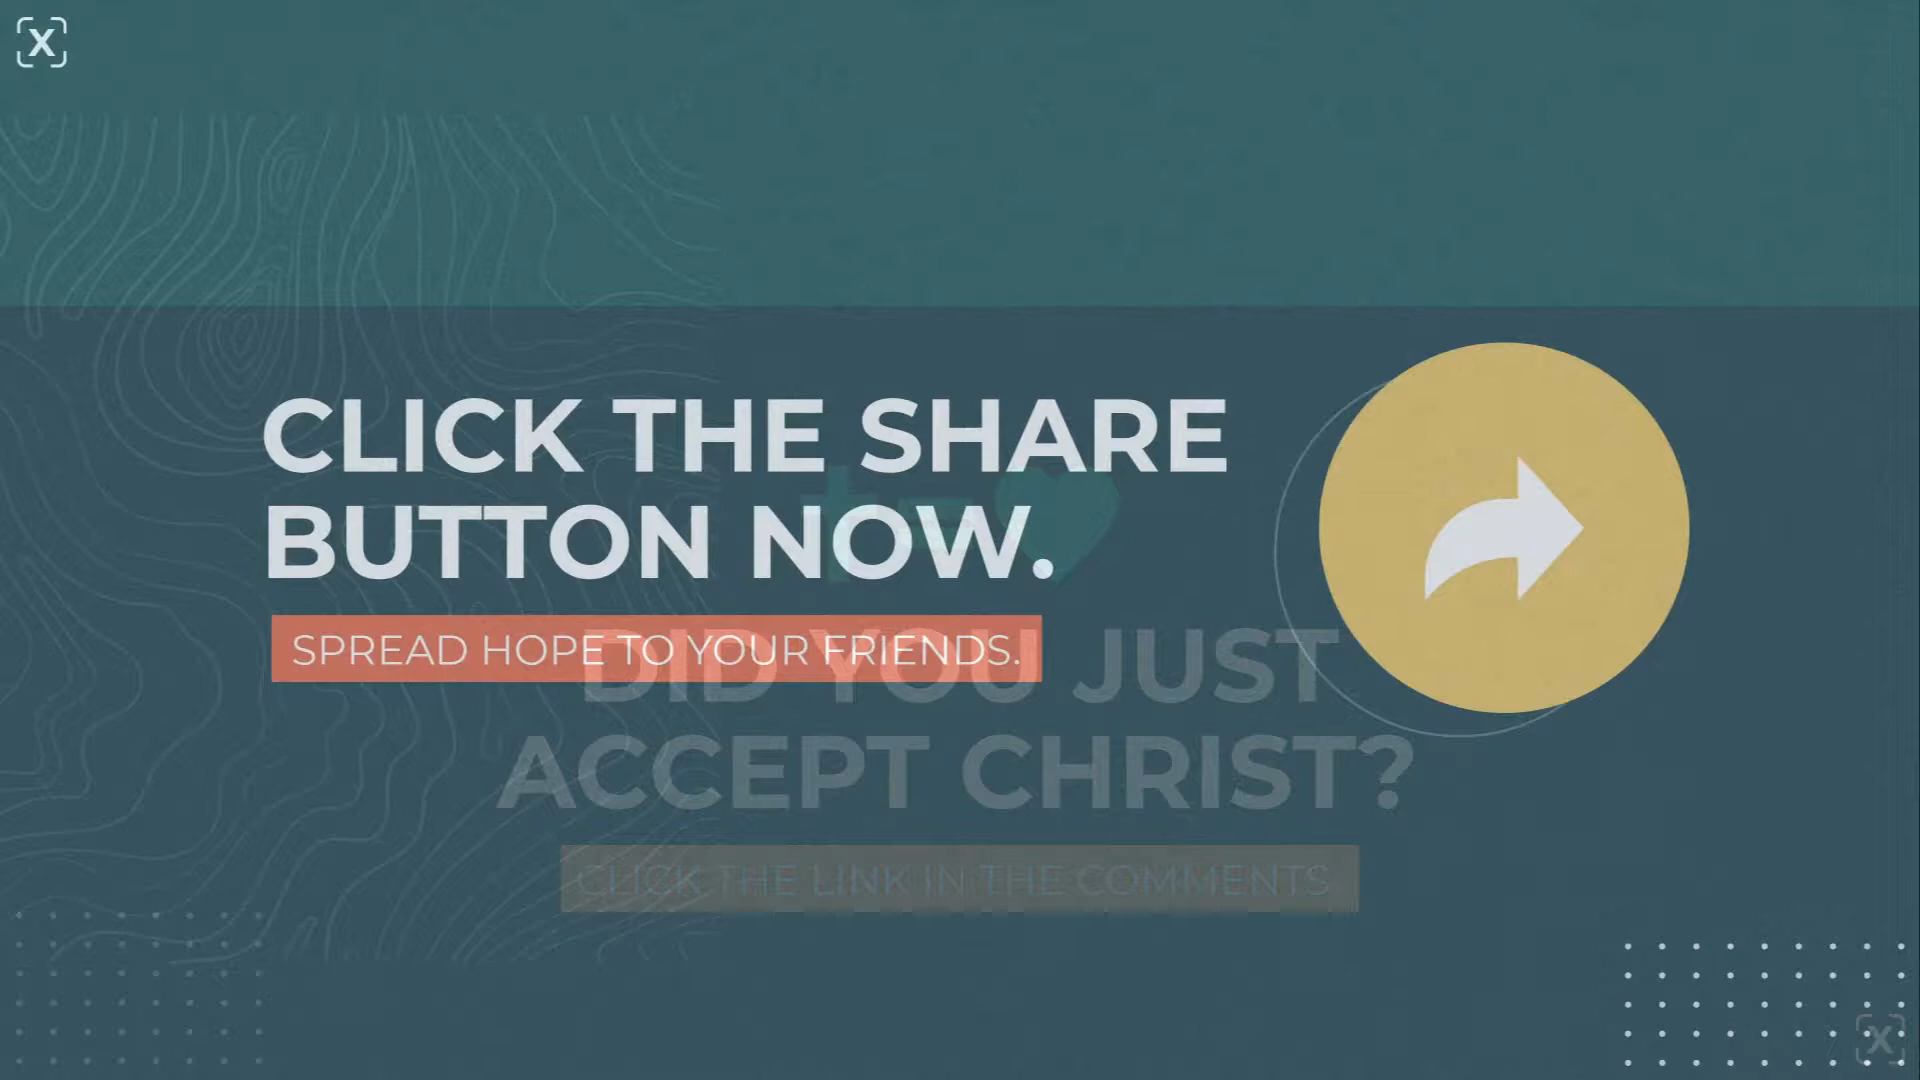 X
CLICK THE SHARE
BUTTON NOW.
SPREAD HOPE TO YOUR FRIENDS.
DID YOU JUST
ACCEPT CHRIST?
CLICK THE LINK IN THE COMMENTS
X